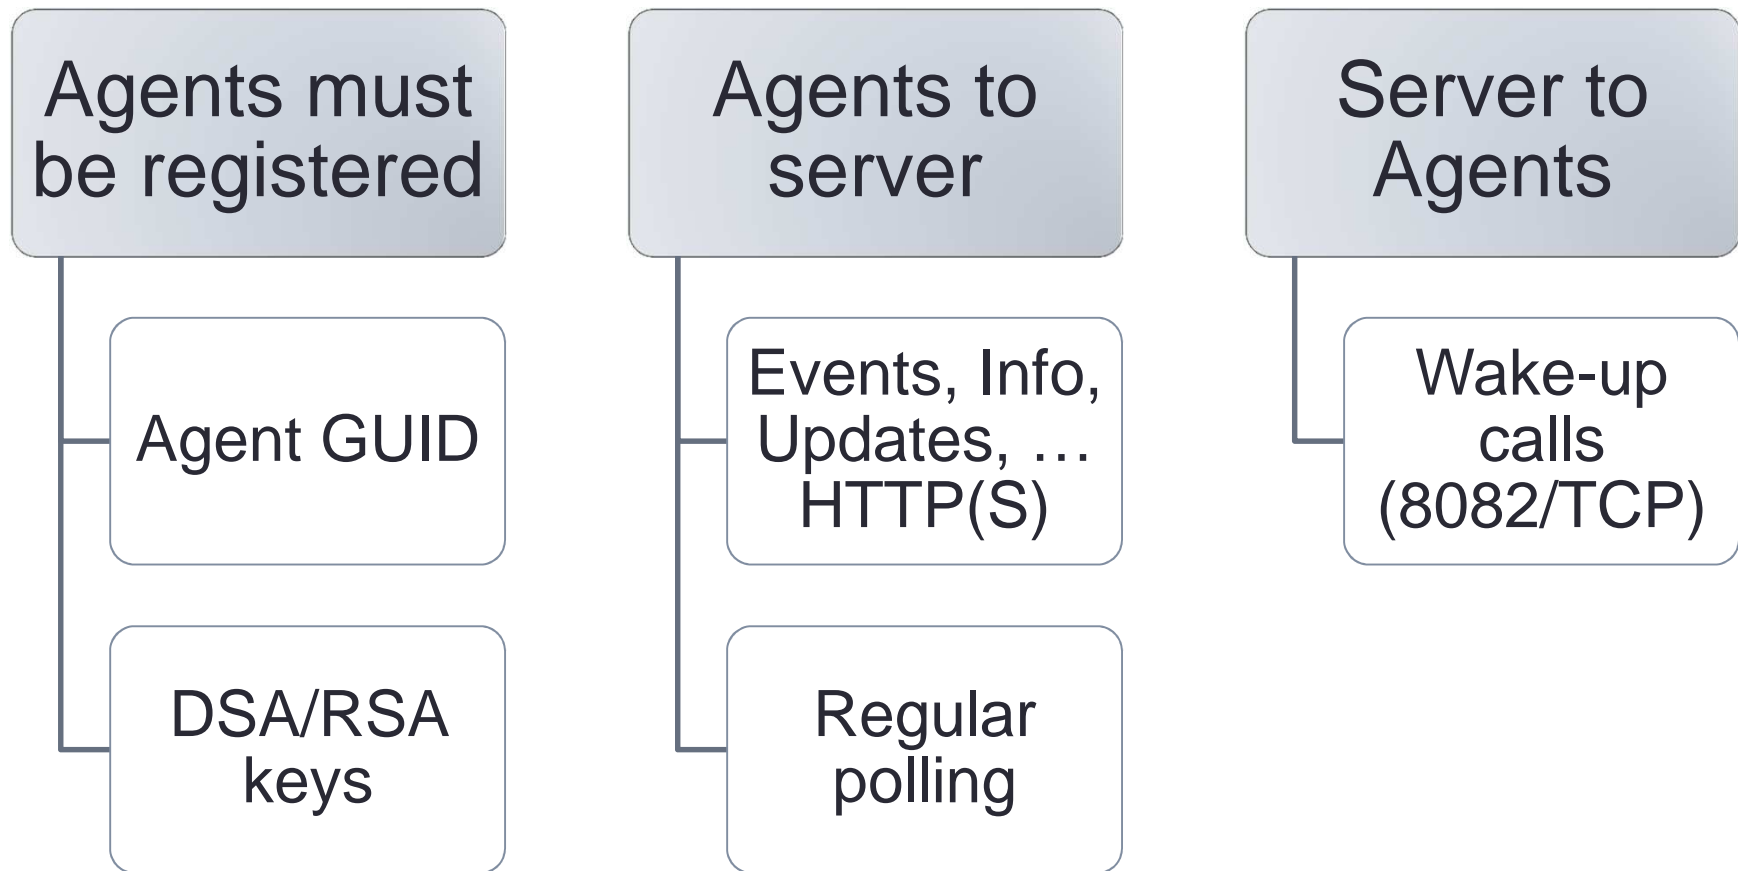 Agents must
be registered
Agent GUID
DSA/RSA
keys
Agents to
server
Events, Info,
Updates, …
HTTP(S)
Regular
polling
Server to
Agents
Wake-up
calls
(8082/TCP)